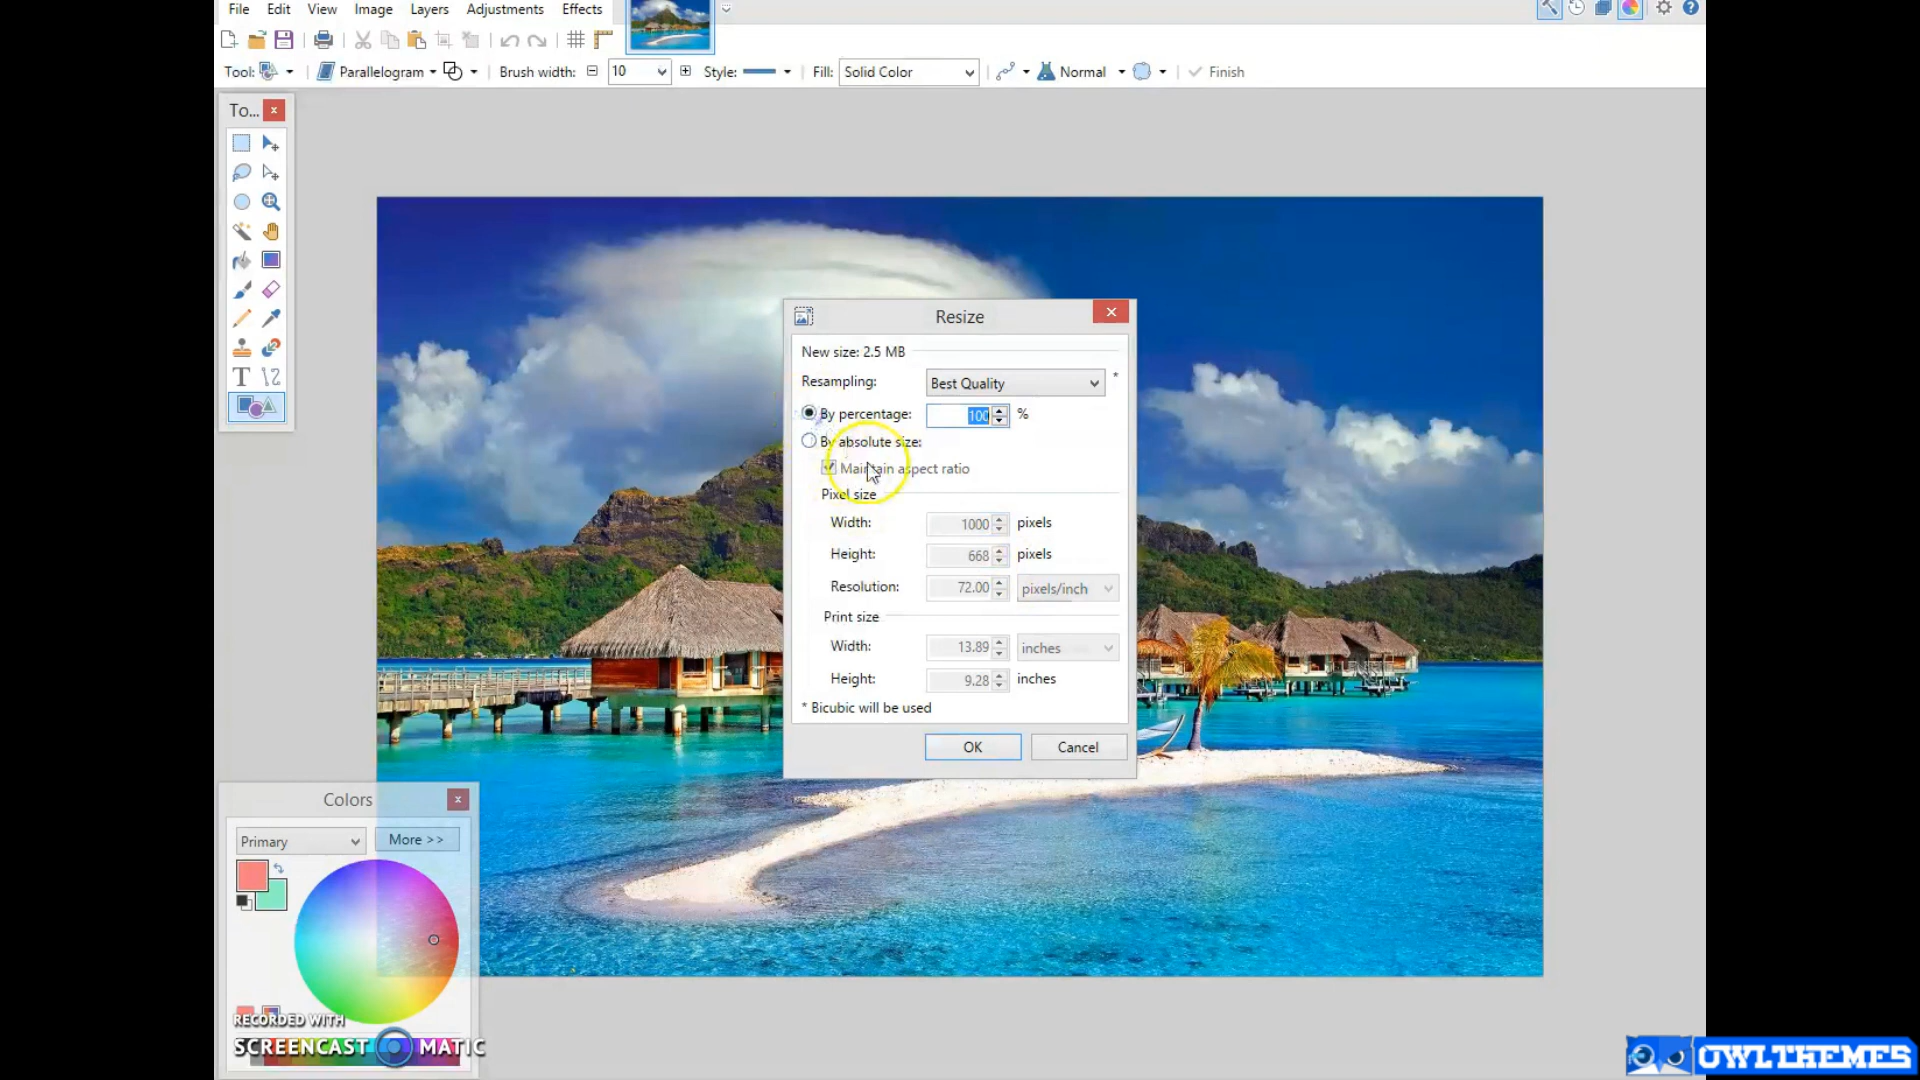 File Edit View Image Layers Adjustments Effects
Tool: Parallelogram Brush width: 10 Style: Fill: Solid Color Normal Finish
To...
Resize
New size: 2.5 MB
Resampling: Best Quality *
By percentage: 100 %
By absolute size:
Maintain aspect ratio
Pixel size
Width: 1000 pixels
Height: 668 pixels
Resolution: 72.00 pixels/inch
Print size
Width: 13.89 inches
Height: 9.28 inches
* Bicubic will be used
OK Cancel
Colors
Primary More >>
RECORDED WITH
SCREENCAST MATIC
OWLTHEMES